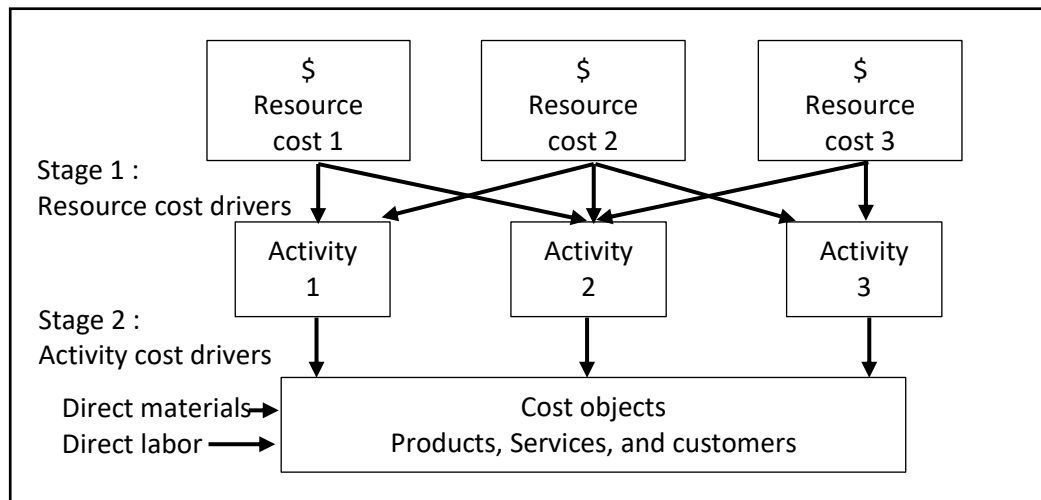 $
Resource
cost 1
$
Resource
cost 2
$
Resource
cost 3
Stage 1 :
Resource cost drivers
Activity
1
Activity
2
Activity
3
Stage 2 :
Activity cost drivers
Direct materials
Direct labor
Cost objects
Products, Services, and customers